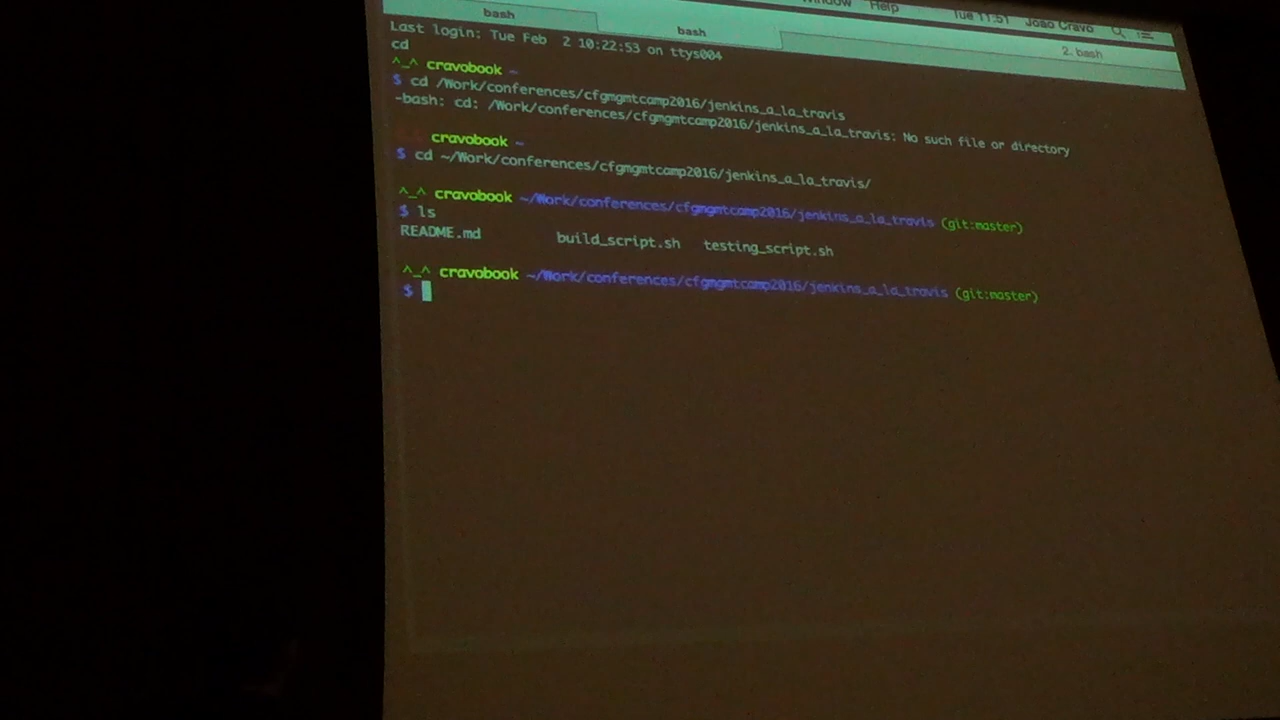 Window Help Tue 11:51 João Cravo
bash bash 2. bash
Last login: Tue Feb  2 10:22:53 on ttys004
cd
^_^ cravobook ~
$ cd /Work/conferences/cfgmgmtcamp2016/jenkins_a_la_travis
-bash: cd: /Work/conferences/cfgmgmtcamp2016/jenkins_a_la_travis: No such file or directory
cravobook ~
$ cd ~/Work/conferences/cfgmgmtcamp2016/jenkins_a_la_travis/
^_^ cravobook ~/Work/conferences/cfgmgmtcamp2016/jenkins_a_la_travis (git:master)
$ ls
README.md build_script.sh testing_script.sh
^_^ cravobook ~/Work/conferences/cfgmgmtcamp2016/jenkins_a_la_travis (git:master)
$